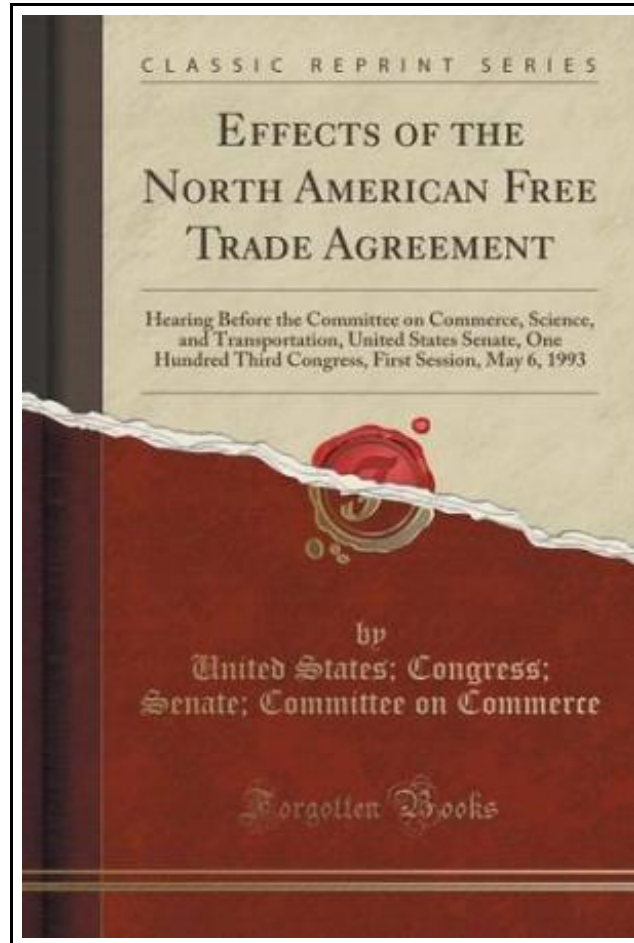 CLASSIC REPRINT SERIES
EFFECTS OF THE
NORTH AMERICAN FREE
TRADE AGREEMENT
Hearing Before the Committee on Commerce, Science,
and Transportation, United States Senate, One
Hundred Third Congress, First Session, May 6, 1993
F
by
United States; Congress;
Senate; Committee on Commerce
Forgotten Books